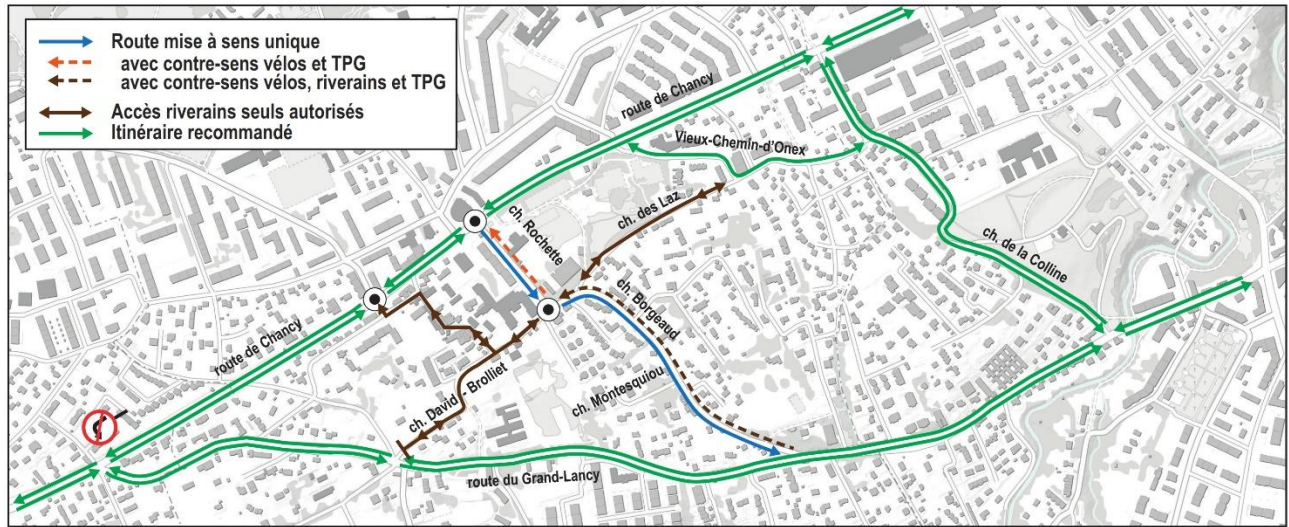 Route mise à sens unique
avec contre-sens vélos et TPG
avec contre-sens vélos, riverains et TPG
Accès riverains seuls autorisés
Itinéraire recommandé
route de Chancy
Vieux-Chemin-d'Onex
ch. des Laz
ch. Rochette
ch. de la Colline
ch. Borgeaud
route de Chancy
ch. Montesquiou
ch. David - Brolliet
route du Grand-Lancy